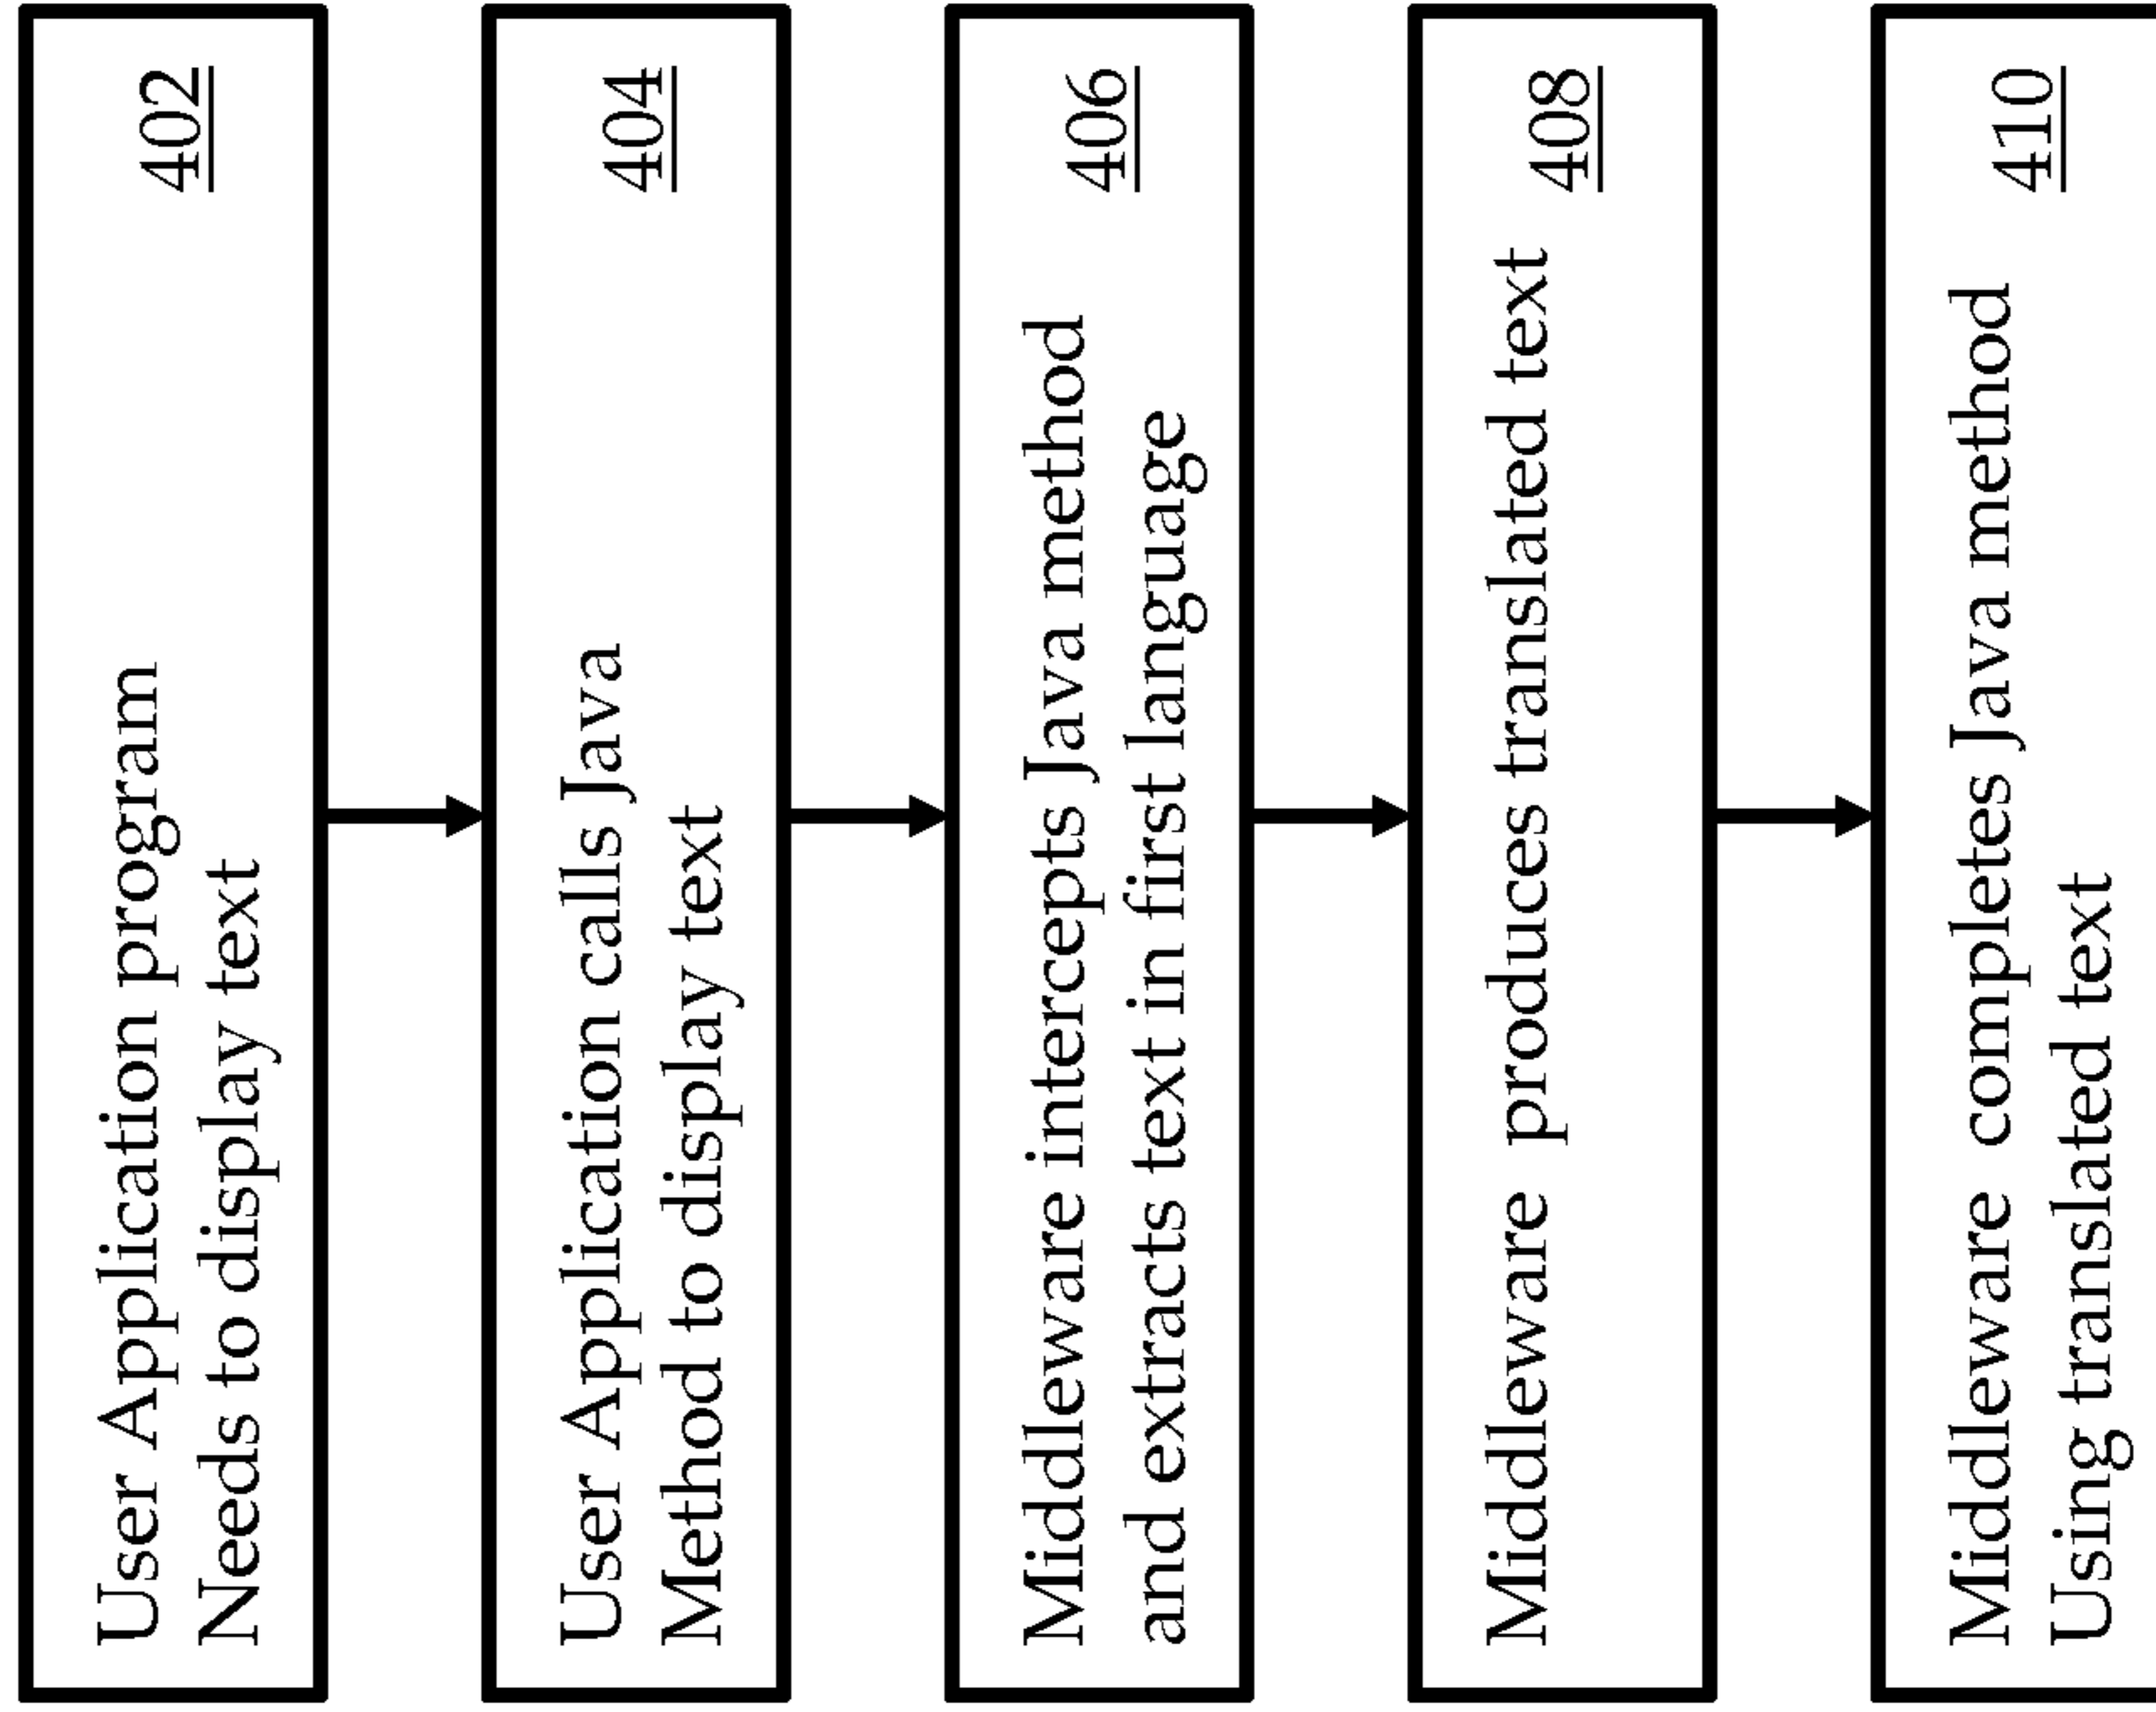 User Application program
Needs to display text
402
User Application calls Java
Method to display text
404
Middleware intercepts Java method
and extracts text in first language
406
Middleware produces translated text
408
Middleware completes Java method
Using translated text
410